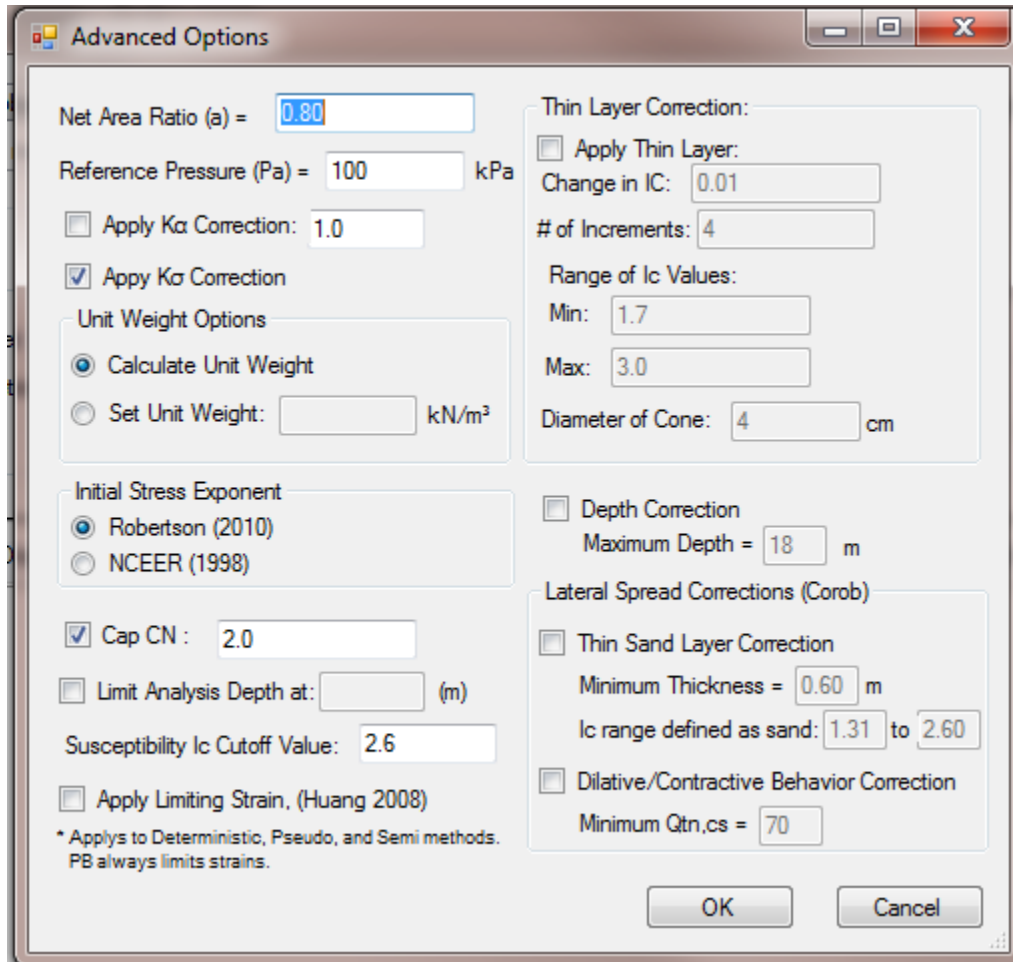 Advanced Options
Net Area Ratio (a) = 0.80
Reference Pressure (Pa) = 100 kPa
Apply Kα Correction: 1.0
Appy Kσ Correction
Unit Weight Options
Calculate Unit Weight
Set Unit Weight: kN/m³
Initial Stress Exponent
Robertson (2010)
NCEER (1998)
Cap CN : 2.0
Limit Analysis Depth at: (m)
Susceptibility Ic Cutoff Value: 2.6
Apply Limiting Strain, (Huang 2008)
* Applys to Deterministic, Pseudo, and Semi methods.
PB always limits strains.
Thin Layer Correction:
Apply Thin Layer:
Change in IC: 0.01
# of Increments: 4
Range of Ic Values:
Min: 1.7
Max: 3.0
Diameter of Cone: 4 cm
Depth Correction
Maximum Depth = 18 m
Lateral Spread Corrections (Corob)
Thin Sand Layer Correction
Minimum Thickness = 0.60 m
Ic range defined as sand: 1.31 to 2.60
Dilative/Contractive Behavior Correction
Minimum Qtn,cs = 70
OK Cancel